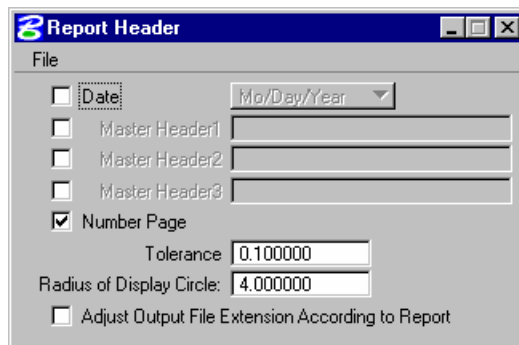 Report Header
File
Date Mo/Day/Year
Master Header1
Master Header2
Master Header3
Number Page
Tolerance 0.100000
Radius of Display Circle: 4.000000
Adjust Output File Extension According to Report